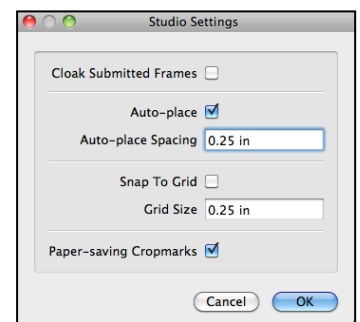 Studio Settings
Cloak Submitted Frames
Auto-place
Auto-place Spacing 0.25 in
Snap To Grid
Grid Size 0.25 in
Paper-saving Cropmarks
Cancel OK